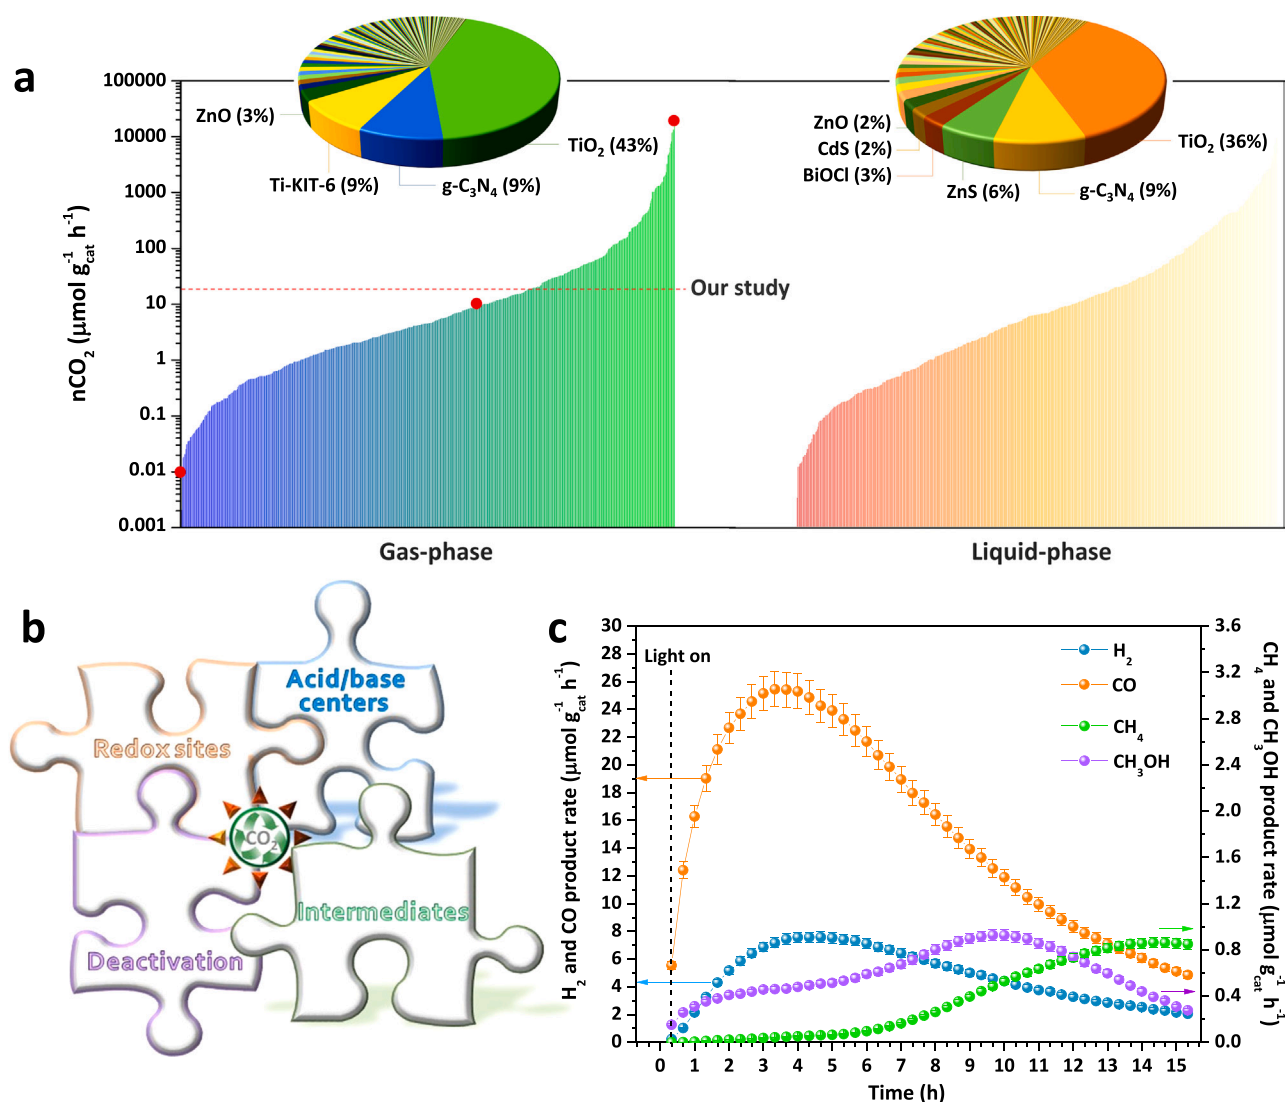 a
nCO₂ (μmol g⁻¹cat h⁻¹)
100000
10000
1000
100
10
1
0.1
0.01
0.001
ZnO (3%)
Ti-KIT-6 (9%)
g-C₃N₄ (9%)
TiO₂ (43%)
ZnO (2%)
CdS (2%)
BiOCl (3%)
ZnS (6%)
g-C₃N₄ (9%)
TiO₂ (36%)
Our study
Gas-phase
Liquid-phase
b
Acid/base
centers
Redox sites
CO₂
Intermediates
Deactivation
c
H₂ and CO product rate (μmol g⁻¹cat h⁻¹)
30
28
26
24
22
20
18
16
14
12
10
8
6
4
2
0
Light on
H₂
CO
CH₄
CH₃OH
3.6
3.2
2.8
2.4
2.0
1.6
1.2
0.8
0.4
0.0
CH₄ and CH₃OH product rate (μmol g⁻¹cat h⁻¹)
0 1 2 3 4 5 6 7 8 9 10 11 12 13 14 15
Time (h)